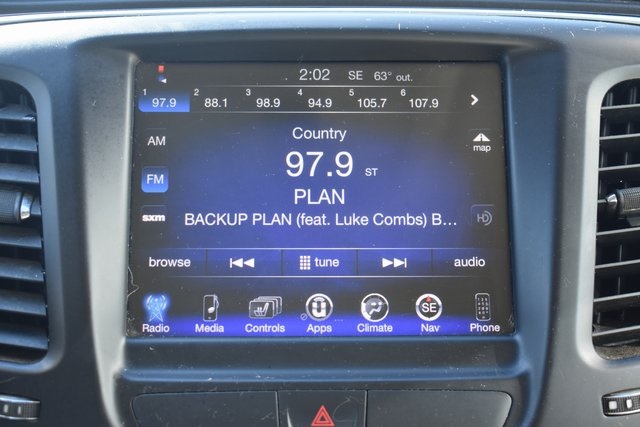 2:02 SE 63° out.
1 2 3 4 5 6
97.9 88.1 98.9 94.9 105.7 107.9
Country
AM
map
97.9 ST
FM
PLAN
sxm BACKUP PLAN (feat. Luke Combs) B... HD
browse tune audio
SE
Radio Media Controls Apps Climate Nav Phone